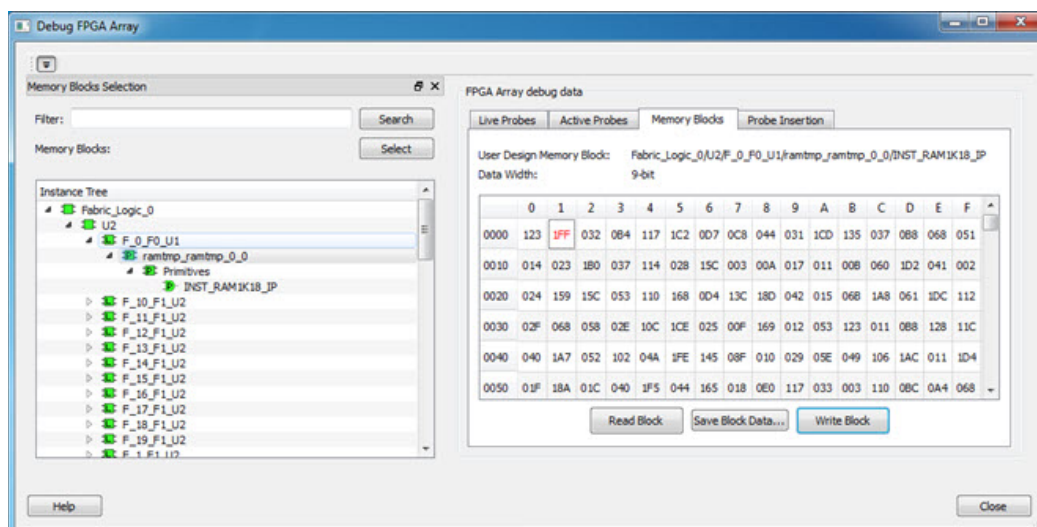 Debug FPGA Array
Memory Blocks Selection
Filter:
Search
Memory Blocks:
Select
Instance Tree
Fabric_Logic_0
U2
F_0_F0_U1
ramtmp_ramtmp_0_0
Primitives
INST_RAM1K18_IP
F_10_F1_U2
F_11_F1_U2
F_12_F1_U2
F_13_F1_U2
F_14_F1_U2
F_15_F1_U2
F_16_F1_U2
F_17_F1_U2
F_18_F1_U2
F_19_F1_U2
F_1_F1_U2
FPGA Array debug data
Live Probes Active Probes Memory Blocks Probe Insertion
User Design Memory Block: Fabric_Logic_0/U2/F_0_F0_U1/ramtmp_ramtmp_0_0/INST_RAM1K18_IP
Data Width: 9-bit
0 1 2 3 4 5 6 7 8 9 A B C D E F
0000 123 1FF 032 0B4 117 1C2 0D7 0C8 044 031 1CD 135 037 0B8 068 051
0010 014 023 1B0 037 114 028 15C 003 00A 017 011 00B 060 1D2 041 002
0020 024 159 15C 053 110 168 0D4 13C 18D 042 015 06B 1A8 061 1DC 112
0030 02F 068 058 02E 10C 1CE 025 00F 169 012 053 123 011 0B8 128 11C
0040 040 1A7 052 102 04A 1FE 145 08F 010 029 05E 049 106 1AC 011 1D4
0050 01F 18A 01C 040 1F5 044 165 018 0E0 117 033 003 110 0BC 0A4 068
Read Block Save Block Data... Write Block
Help
Close